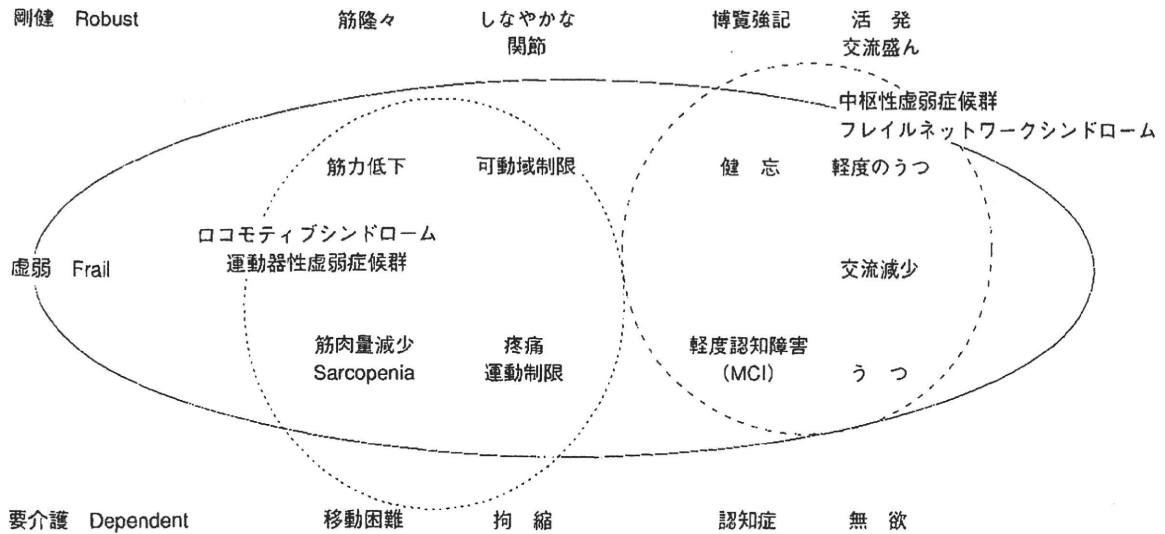 剛健 Robust 筋隆々 しなやかな 博覧強記 活 発
関節 交流盛ん
中枢性虚弱症候群
フレイルネットワークシンドローム
筋力低下 可動域制限 健 忘 軽度のうつ
ロコモティブシンドローム
運動器性虚弱症候群
虚弱 Frail 交流減少
筋肉量減少 疼痛 軽度認知障害
Sarcopenia 運動制限 (MCI) う つ
要介護 Dependent 移動困難 拘 縮 認知症 無 欲